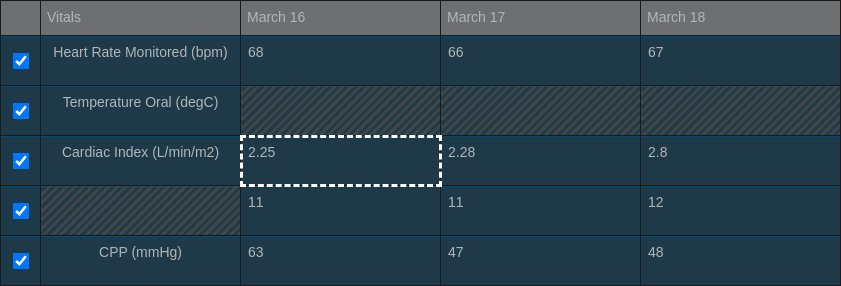 Vitals March 16 March 17 March 18
Heart Rate Monitored (bpm) 68 66 67
Temperature Oral (degC)
Cardiac Index (L/min/m2) 2.25 2.28 2.8
11 11 12
CPP (mmHg) 63 47 48